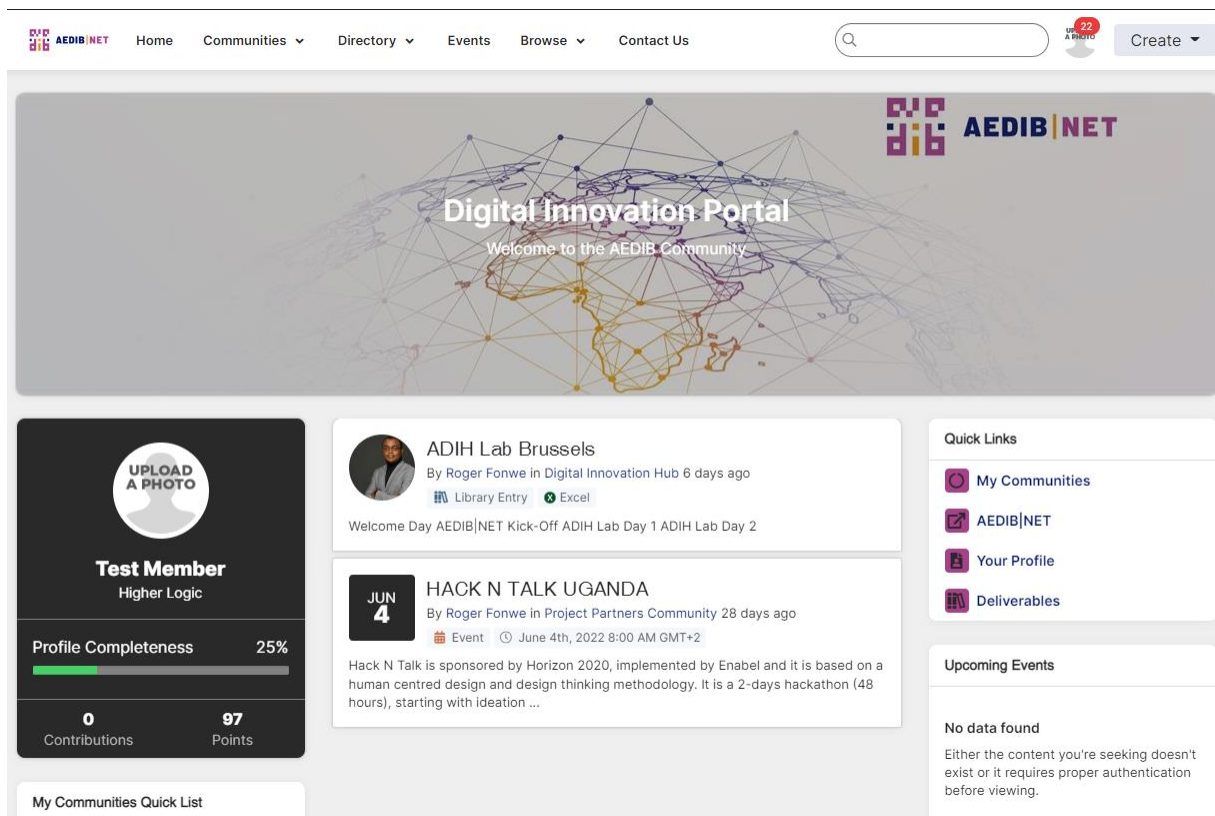 AEDIB|NET
Home
Communities
Directory
Events
Browse
Contact Us
22
Create
AEDIB|NET
Digital Innovation Portal
Welcome to the AEDIB Community
UPLOAD
A PHOTO
Test Member
Higher Logic
Profile Completeness 25%
0 97
Contributions Points
My Communities Quick List
ADIH Lab Brussels
By Roger Fonwe in Digital Innovation Hub 6 days ago
Library Entry Excel
Welcome Day AEDIB|NET Kick-Off ADIH Lab Day 1 ADIH Lab Day 2
JUN
4
HACK N TALK UGANDA
By Roger Fonwe in Project Partners Community 28 days ago
Event June 4th, 2022 8:00 AM GMT+2
Hack N Talk is sponsored by Horizon 2020, implemented by Enabel and it is based on a
human centred design and design thinking methodology. It is a 2-days hackathon (48
hours), starting with ideation ...
Quick Links
My Communities
AEDIB|NET
Your Profile
Deliverables
Upcoming Events
No data found
Either the content you're seeking doesn't
exist or it requires proper authentication
before viewing.